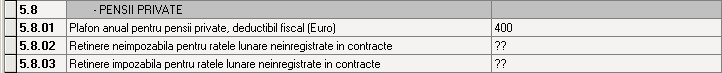 5.8 - PENSII PRIVATE
5.8.01 Plafon anual pentru pensii private, deductibil fiscal (Euro) 400
5.8.02 Retinere neimpozabila pentru ratele lunare neinregistrate in contracte ??
5.8.03 Retinere impozabila pentru ratele lunare neinregistrate in contracte ??